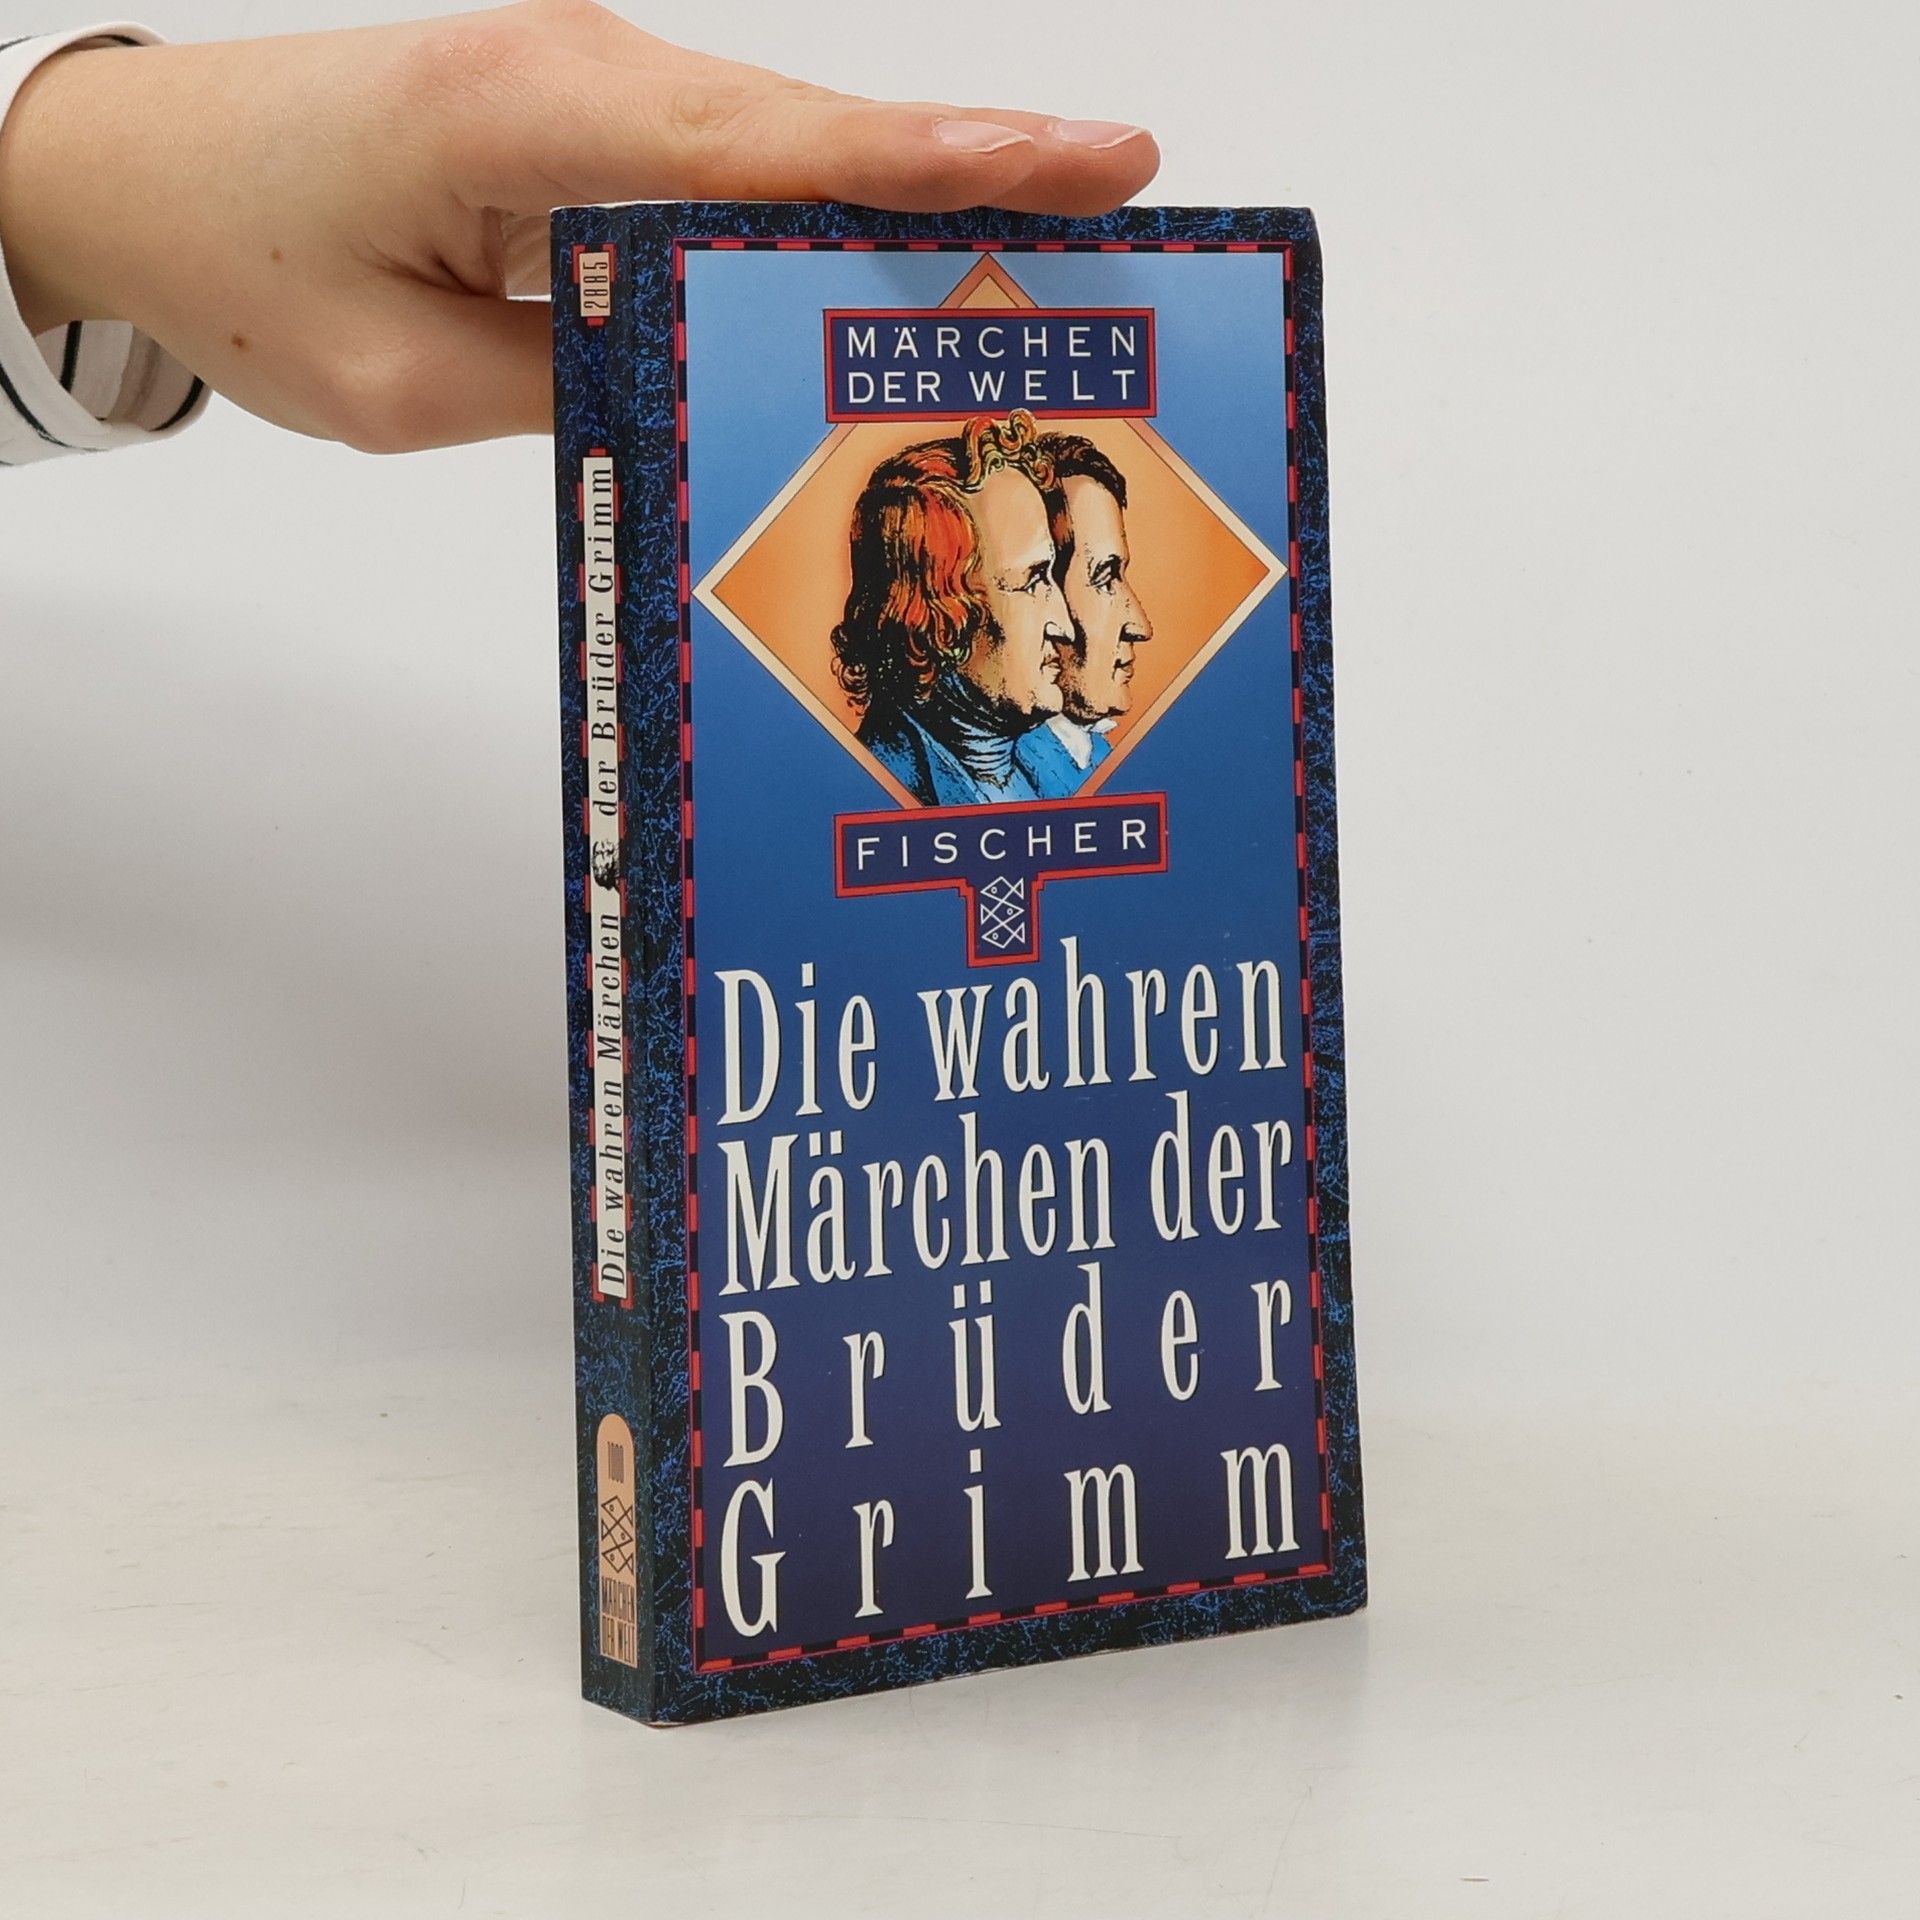 2885
Die wahren Märchen der Brüder Grimm
1000
MÄRCHEN
DER WELT
MÄRCHEN
DER WELT
FISCHER
Die wahren
Märchen der
Brüder
Grimm